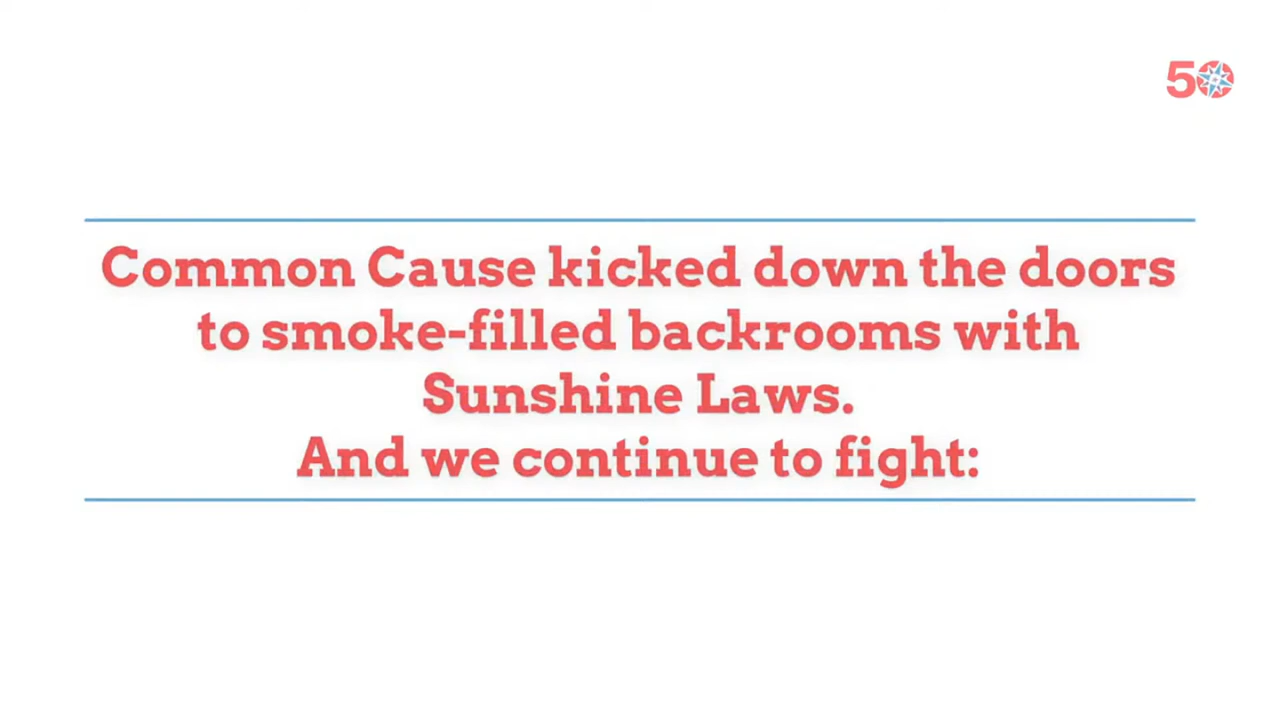 50
Common Cause kicked down the doors
to smoke-filled backrooms with
Sunshine Laws.
And we continue to fight: